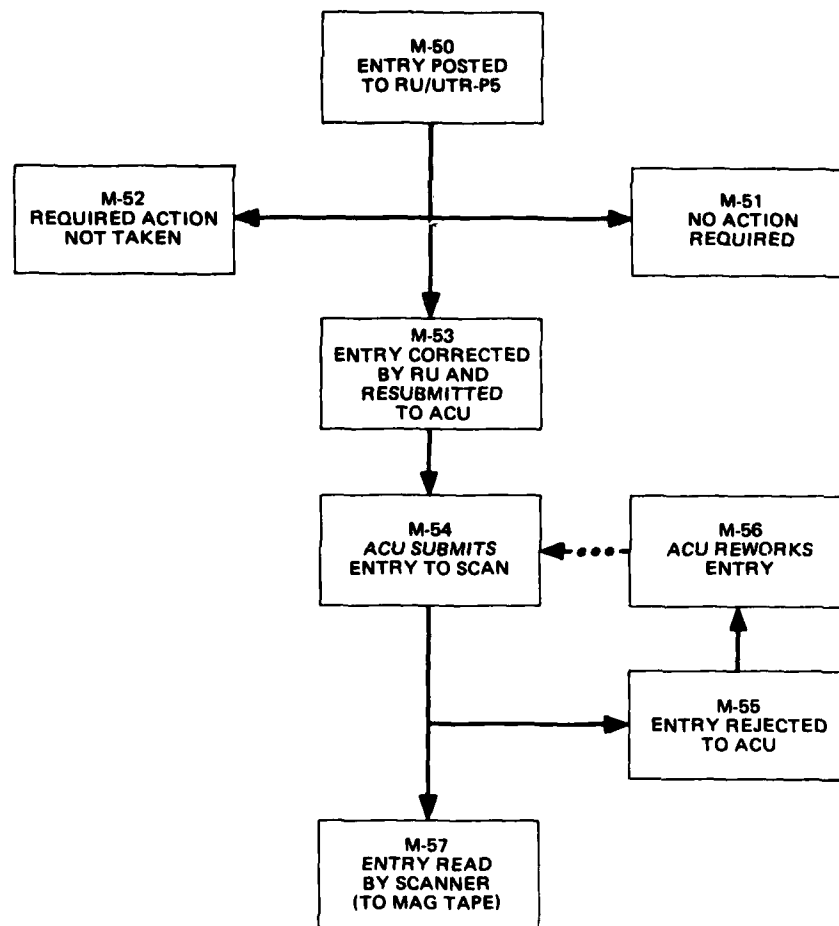 M-50
ENTRY POSTED
TO RU/UTR-P5
M-52
REQUIRED ACTION
NOT TAKEN
M-51
NO ACTION
REQUIRED
M-53
ENTRY CORRECTED
BY RU AND
RESUBMITTED
TO ACU
M-54
ACU SUBMITS
ENTRY TO SCAN
M-56
ACU REWORKS
ENTRY
M-55
ENTRY REJECTED
TO ACU
M-57
ENTRY READ
BY SCANNER
(TO MAG TAPE)